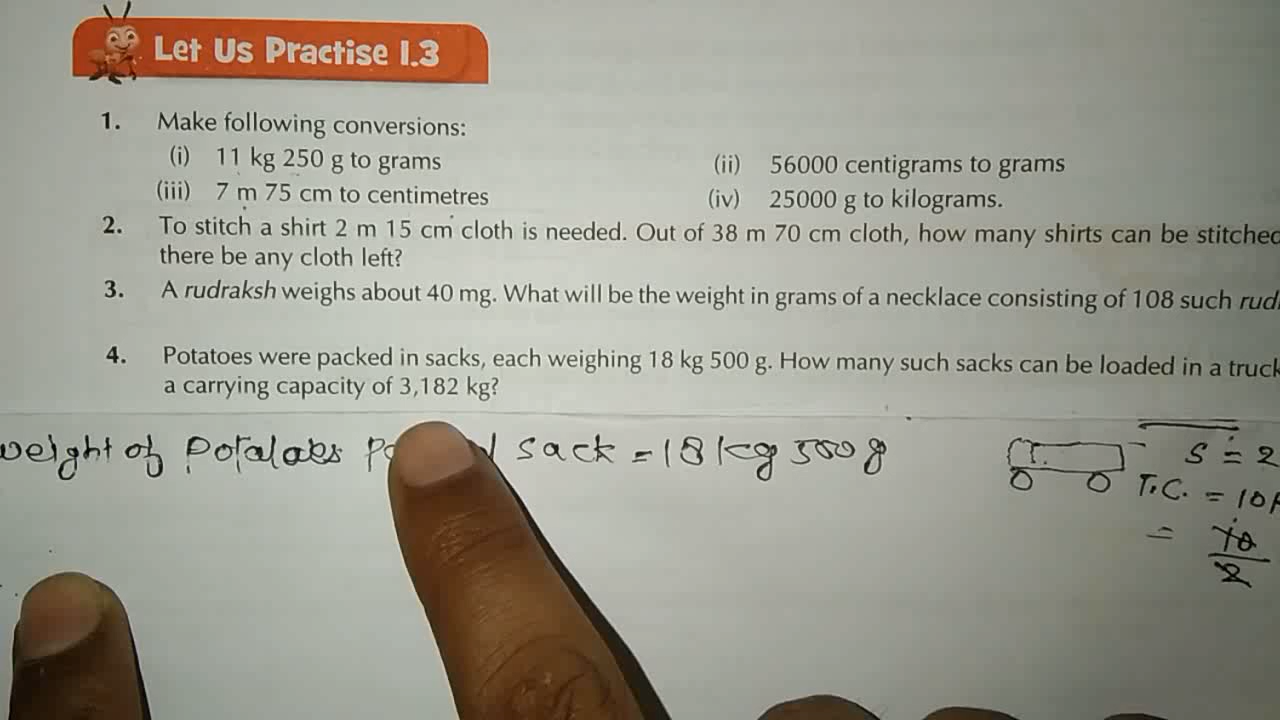 Let Us Practise 1.3
1. Make following conversions:
(i) 11 kg 250 g to grams (ii) 56000 centigrams to grams
(iii) 7 m 75 cm to centimetres (iv) 25000 g to kilograms.
2. To stitch a shirt 2 m 15 cm cloth is needed. Out of 38 m 70 cm cloth, how many shirts can be stitched
there be any cloth left?
3. A rudraksh weighs about 40 mg. What will be the weight in grams of a necklace consisting of 108 such
4. Potatoes were packed in sacks, each weighing 18 kg 500 g. How many such sacks can be loaded in a truck
a carrying capacity of 3,182 kg?
weight of Potatoes sack = 18 kg 500 g S = 2
T.C. = 10
= 10
2